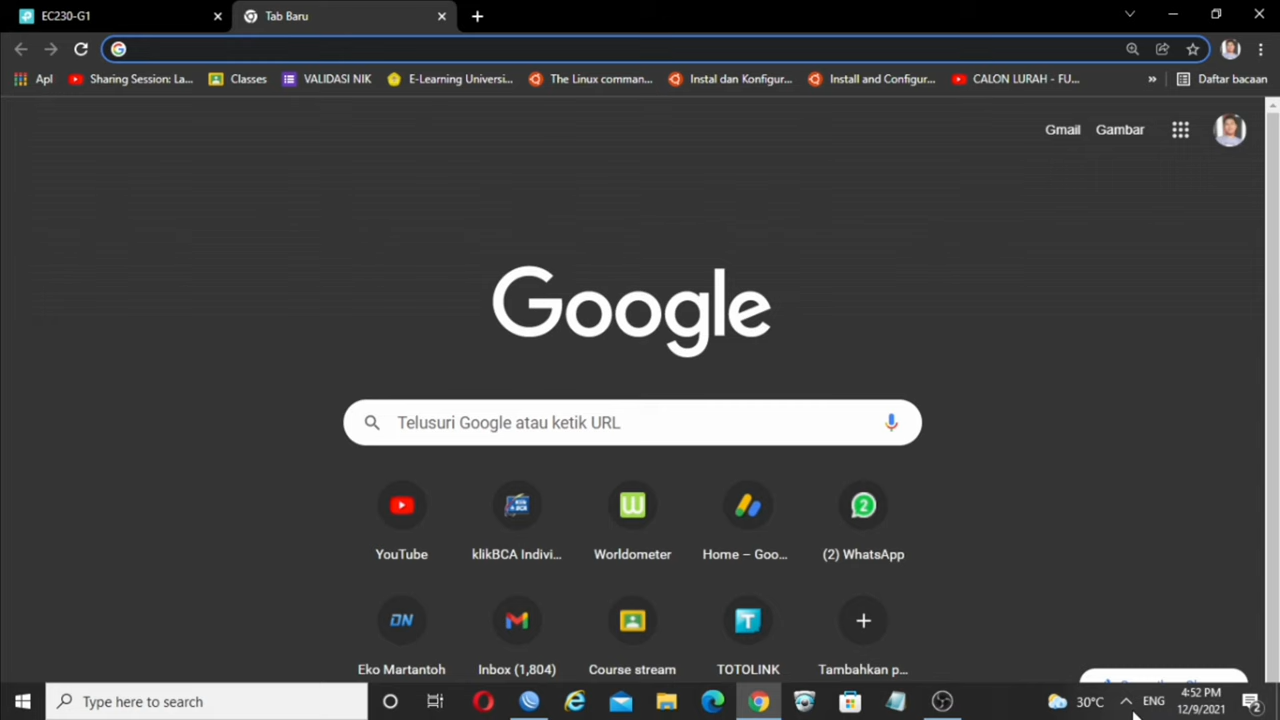 EC230-G1
Tab Baru
Apl
Sharing Session: La...
Classes
VALIDASI NIK
E-Learning Universi...
The Linux comman...
Instal dan Konfigur...
Install and Configur...
CALON LURAH - FU...
»
Daftar bacaan
Gmail
Gambar
Google
Telusuri Google atau ketik URL
YouTube
klikBCA Indivi...
Worldometer
Home – Goo...
(2) WhatsApp
Eko Martantoh
Inbox (1,804)
Course stream
TOTOLINK
Tambahkan p...
Type here to search
30°C
ENG
4:52 PM
12/9/2021
2